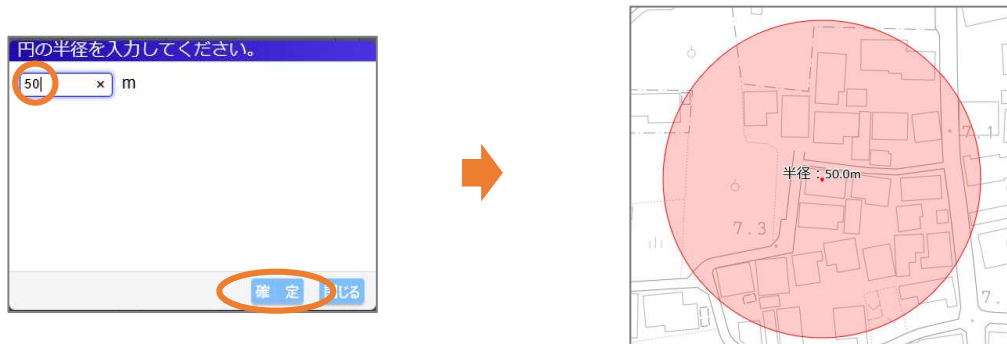 円の半径を入力してください。
50 × m
確 定 閉じる
半径：50.0m
7.1
7.3
7.